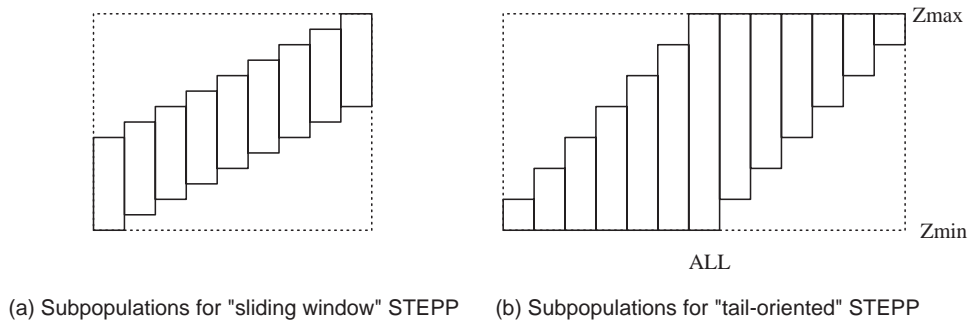 Zmax
Zmin
ALL
(a) Subpopulations for "sliding window" STEPP
(b) Subpopulations for "tail-oriented" STEPP